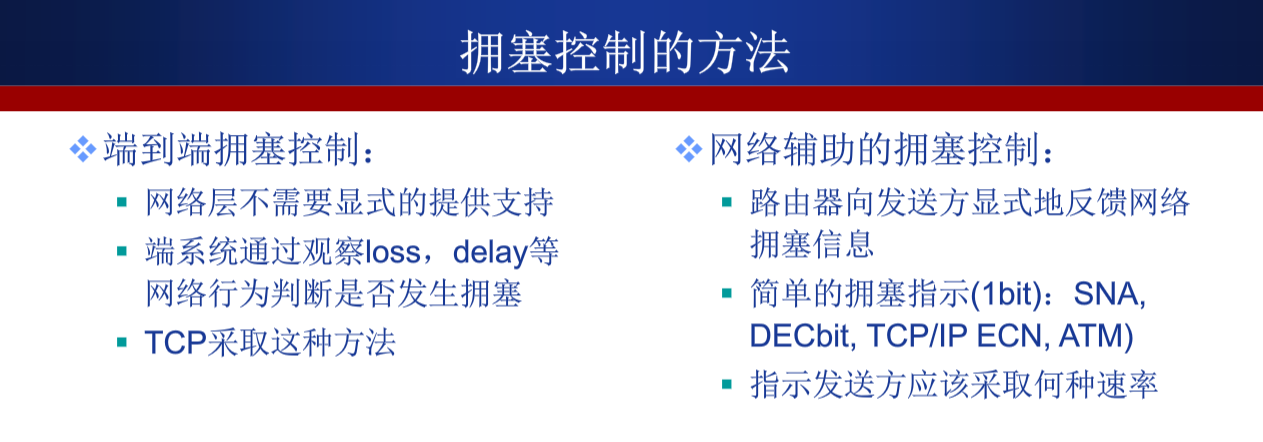 拥塞控制的方法
端到端拥塞控制：
网络层不需要显式的提供支持
端系统通过观察loss，delay等
网络行为判断是否发生拥塞
TCP采取这种方法
网络辅助的拥塞控制：
路由器向发送方显式地反馈网络
拥塞信息
简单的拥塞指示(1bit)：SNA,
DECbit, TCP/IP ECN, ATM)
指示发送方应该采取何种速率